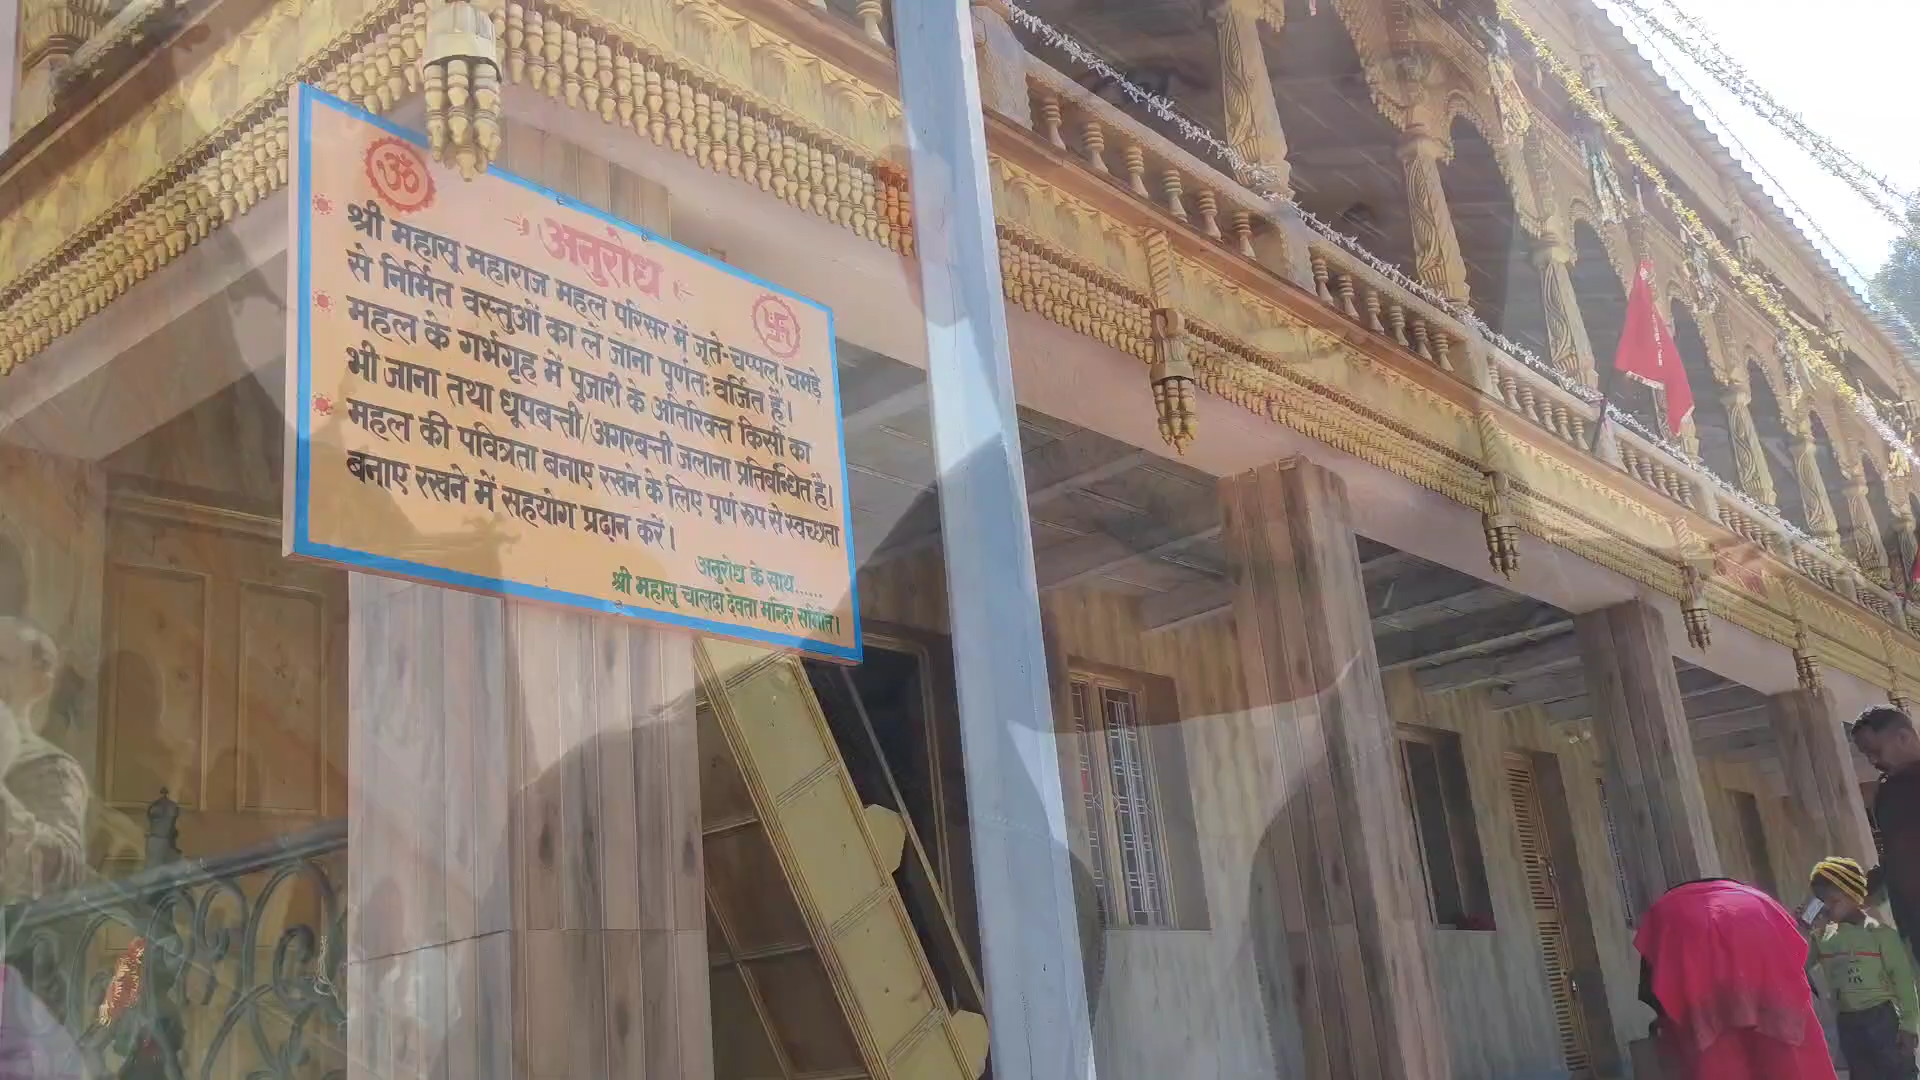 ॐ
अनुरोध
श्री महासू महाराज महल परिसर में जूते-चप्पल, चमड़े
से निर्मित वस्तुओं का ले जाना पूर्णतः वर्जित है।
महल के गर्भगृह में पुजारी के अतिरिक्त किसी का
भी जाना तथा धूपबत्ती/अगरबत्ती जलाना प्रतिबन्धित है।
महल की पवित्रता बनाए रखने के लिए पूर्ण रूप से स्वच्छता
बनाए रखने में सहयोग प्रदान करें।
अनुरोध के साथ......
श्री महासू चालदा देवता मन्दिर समिति।